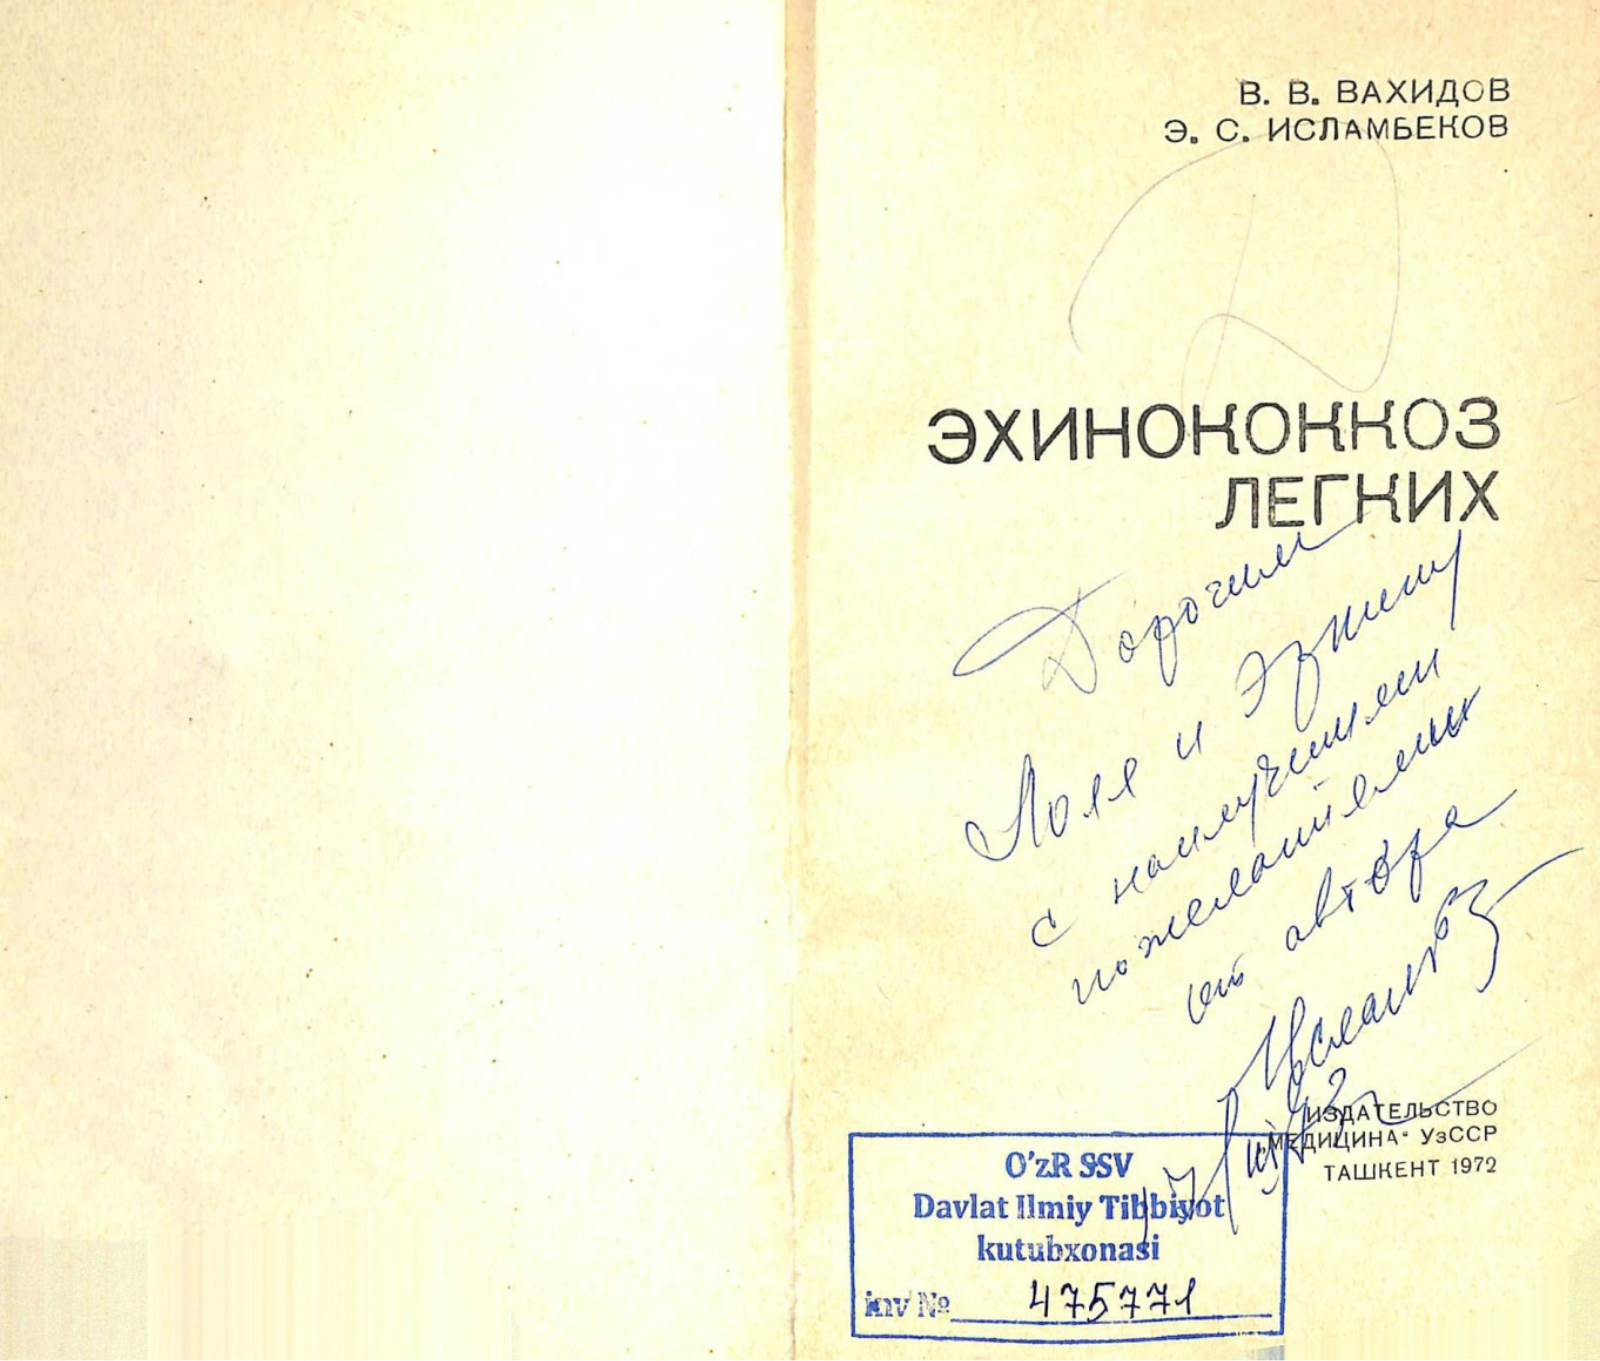 В. В. ВАХИДОВ
Э. С. ИСЛАМБЕКОВ
ЭХИНОКОККОЗ
ЛЕГКИХ
Дорогим
Лоля и Эркину
с наилучшими
пожеланиями
от автора
ИЗДАТЕЛЬСТВО
„МЕДИЦИНА“ УзССР
ТАШКЕНТ 1972
O'zR SSV
Davlat Ilmiy Tibbiyot
kutubxonasi
inv № 475771